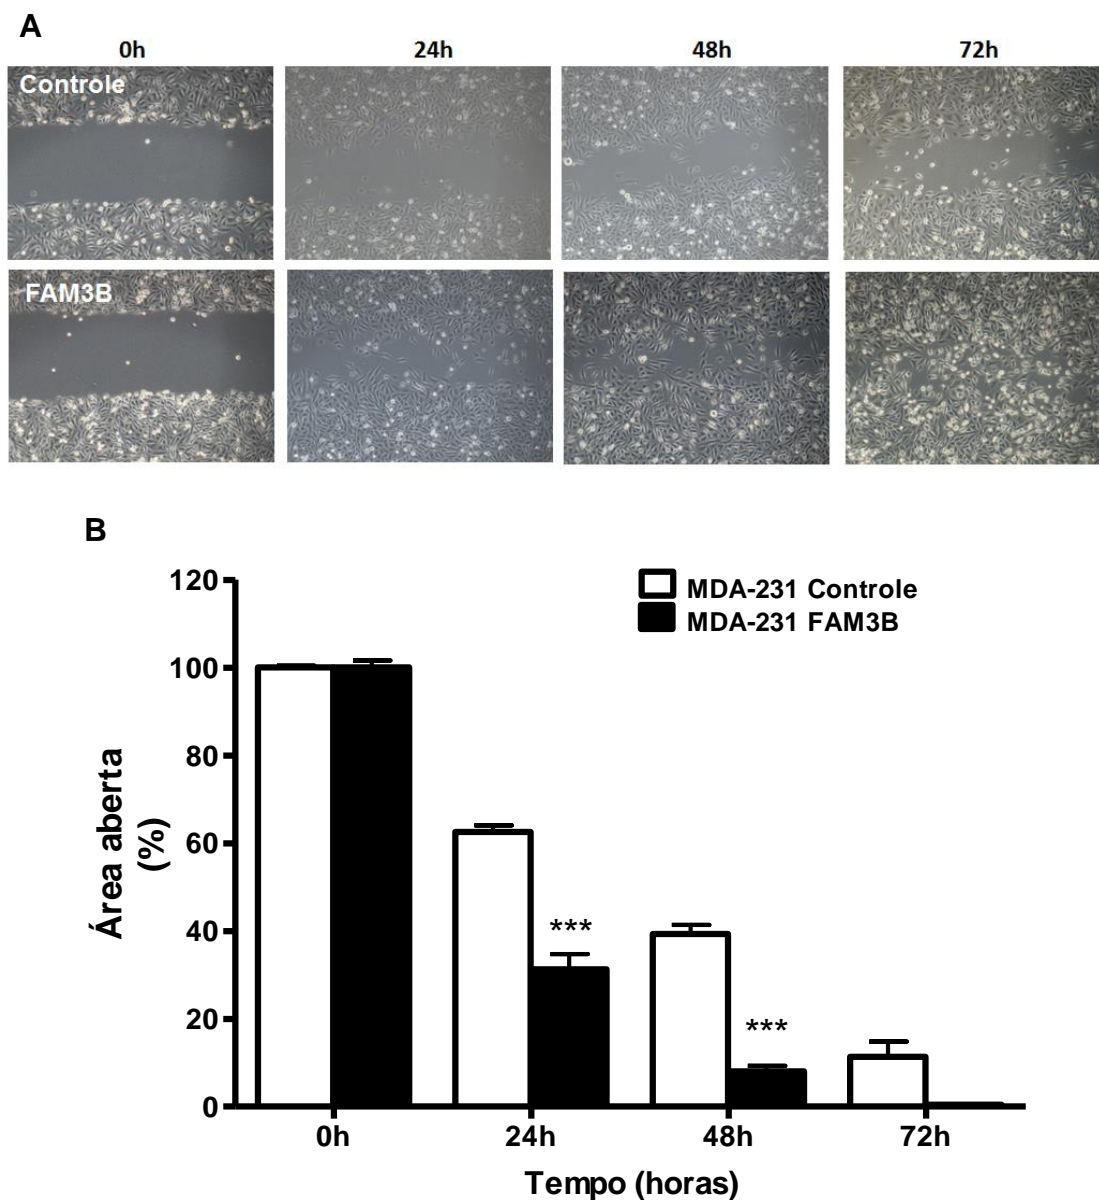 A
0h 24h 48h 72h
Controle
FAM3B
B
120
100
80
60
40
20
0
Área aberta
(%)
MDA-231 Controle
MDA-231 FAM3B
***
***
0h 24h 48h 72h
Tempo (horas)